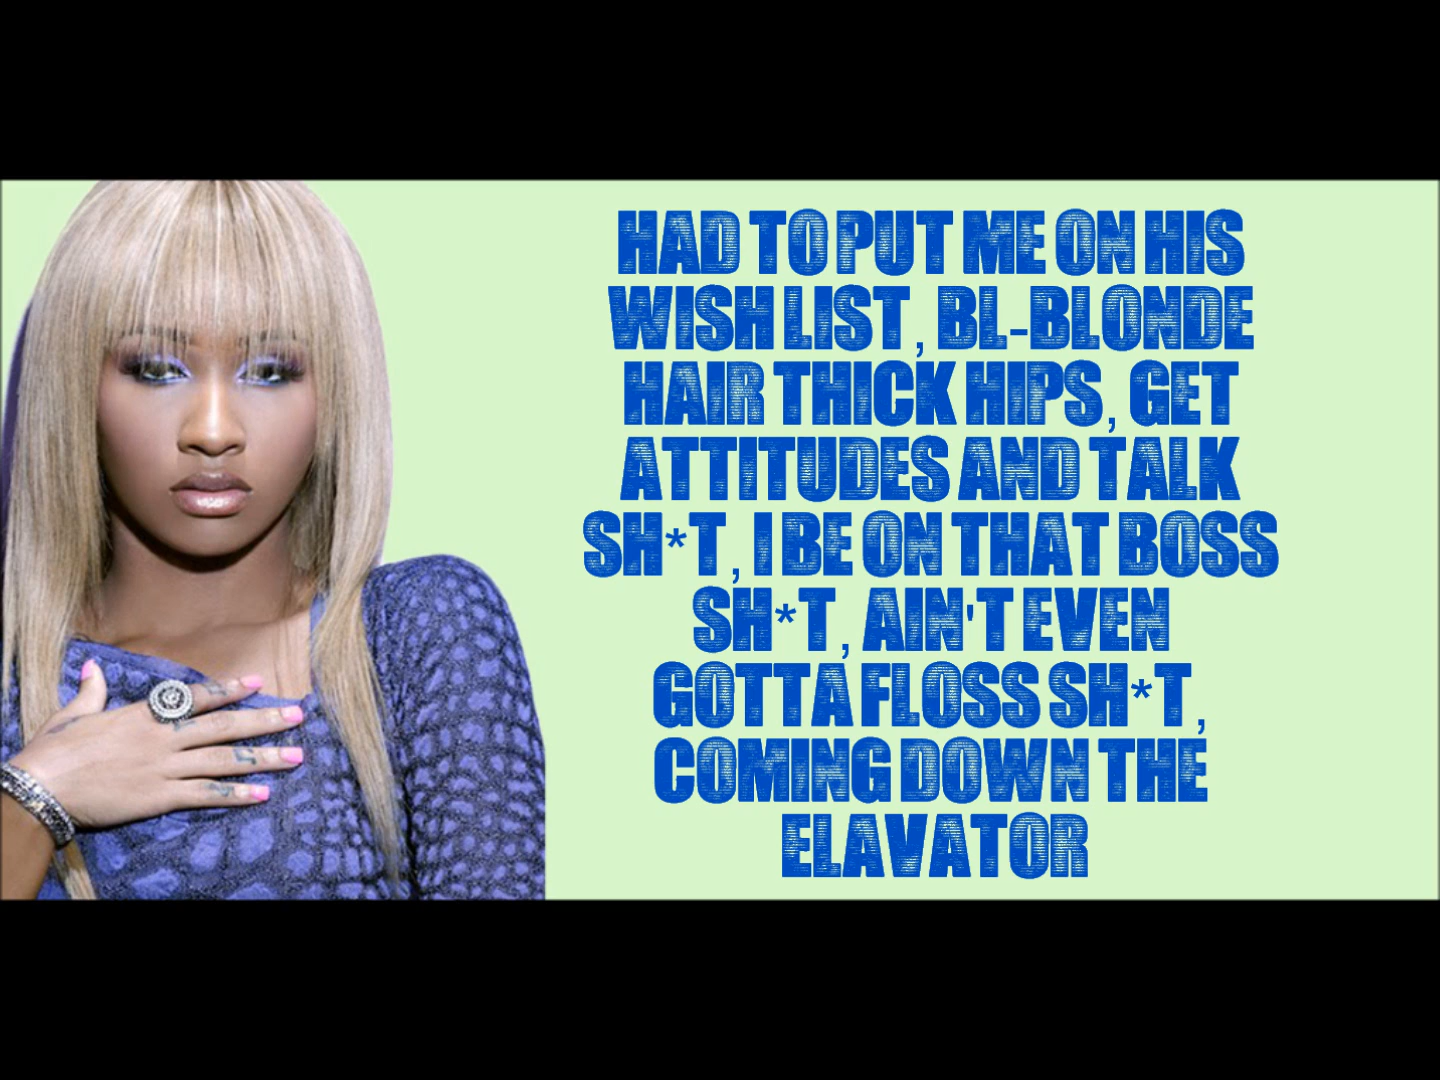 HAD TO PUT ME ON HIS
WISH LIST , BL-BLONDE
HAIR THICK HIPS , GET
ATTITUDES AND TALK
SH*T , I BE ON THAT BOSS
SH*T , AIN'T EVEN
GOTTA FLOSS SH*T ,
COMING DOWN THE
ELAVATOR